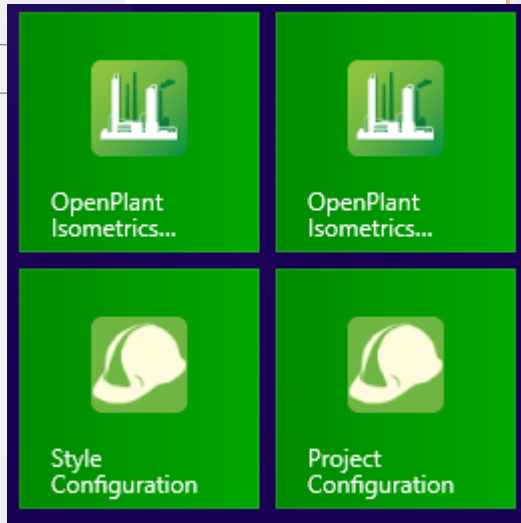 OpenPlant
Isometrics...
OpenPlant
Isometrics...
Style
Configuration
Project
Configuration